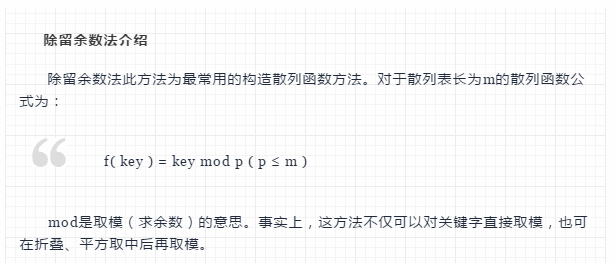 除留余数法介绍
除留余数法此方法为最常用的构造散列函数方法。对于散列表长为m的散列函数公
式为：
f( key ) = key mod p ( p ≤ m )
mod是取模（求余数）的意思。事实上，这方法不仅可以对关键字直接取模，也可
在折叠、平方取中后再取模。